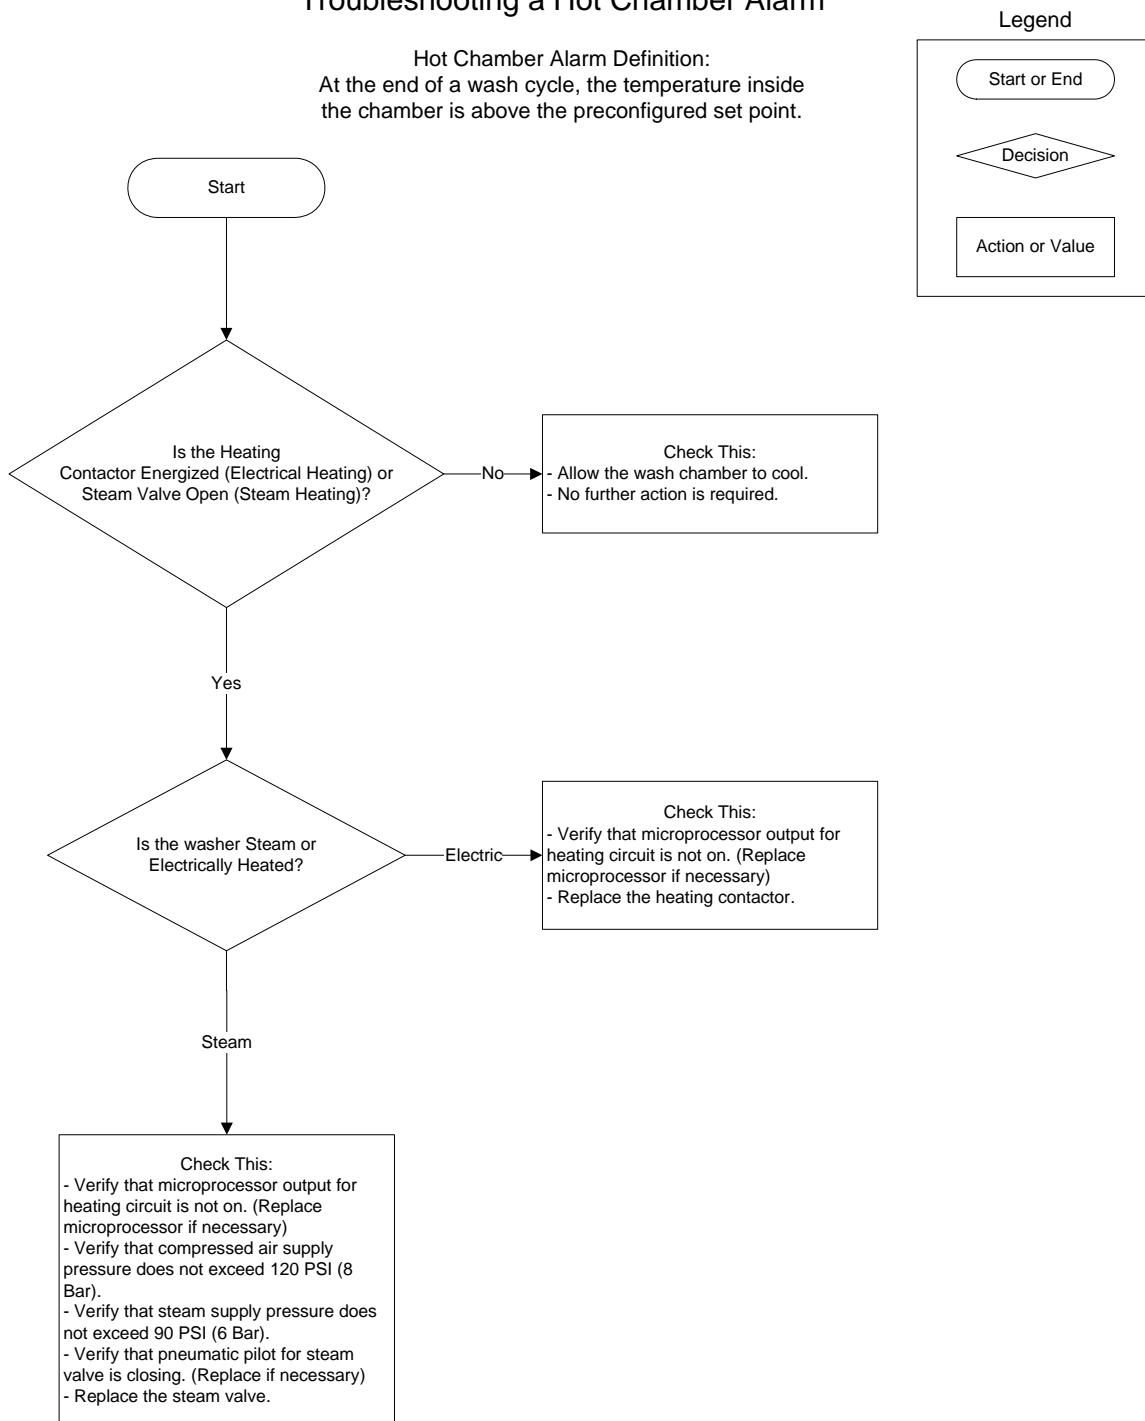 Troubleshooting a Hot Chamber Alarm
Legend
Hot Chamber Alarm Definition:
At the end of a wash cycle, the temperature inside
the chamber is above the preconfigured set point.
Start or End
Decision
Action or Value
Start
Is the Heating
Contactor Energized (Electrical Heating) or
Steam Valve Open (Steam Heating)?
No
Check This:
- Allow the wash chamber to cool.
- No further action is required.
Yes
Is the washer Steam or
Electrically Heated?
Electric
Check This:
- Verify that microprocessor output for
heating circuit is not on. (Replace
microprocessor if necessary)
- Replace the heating contactor.
Steam
Check This:
- Verify that microprocessor output for
heating circuit is not on. (Replace
microprocessor if necessary)
- Verify that compressed air supply
pressure does not exceed 120 PSI (8
Bar).
- Verify that steam supply pressure does
not exceed 90 PSI (6 Bar).
- Verify that pneumatic pilot for steam
valve is closing. (Replace if necessary)
- Replace the steam valve.